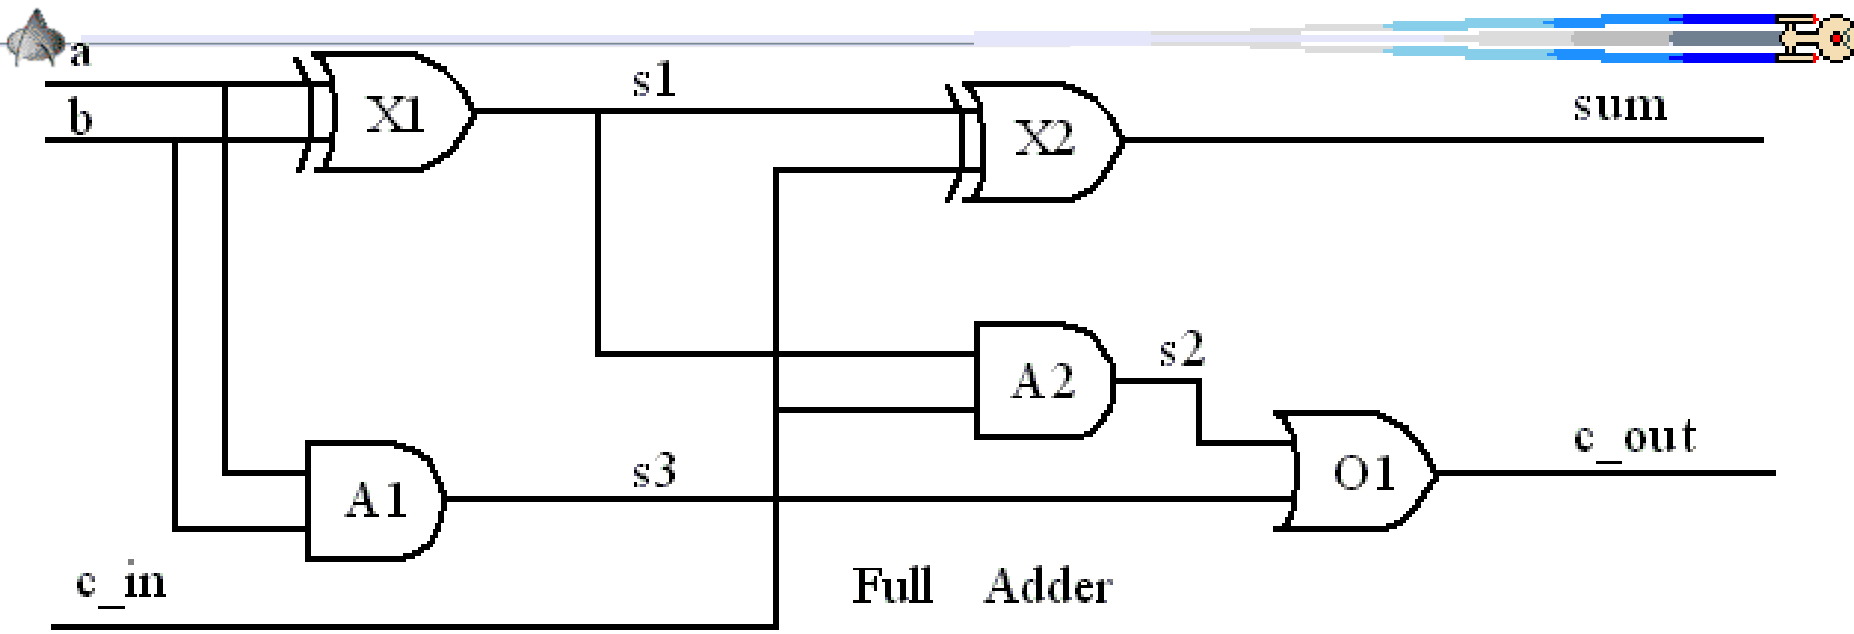 a
b
X1
s1
X2
sum
A2
s2
A1
s3
O1
c_out
c_in
Full Adder